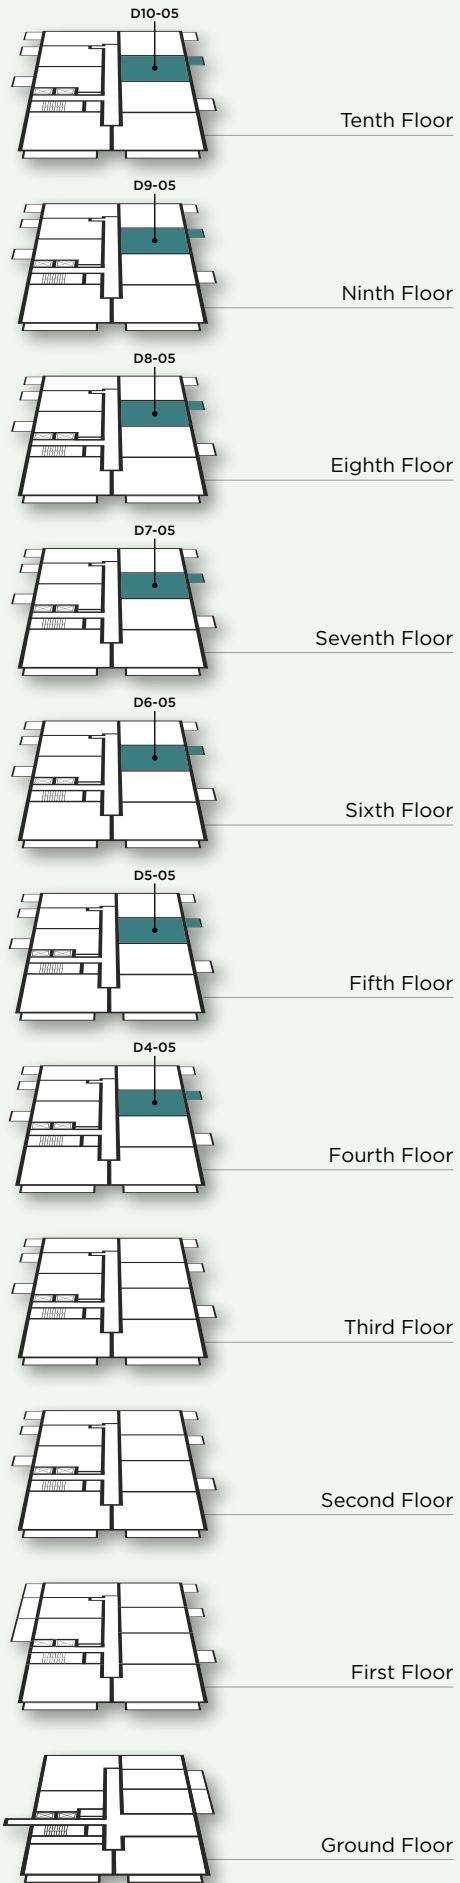 D10-05
Tenth Floor
D9-05
Ninth Floor
D8-05
Eighth Floor
D7-05
Seventh Floor
D6-05
Sixth Floor
D5-05
Fifth Floor
D4-05
Fourth Floor
Third Floor
Second Floor
First Floor
Ground Floor